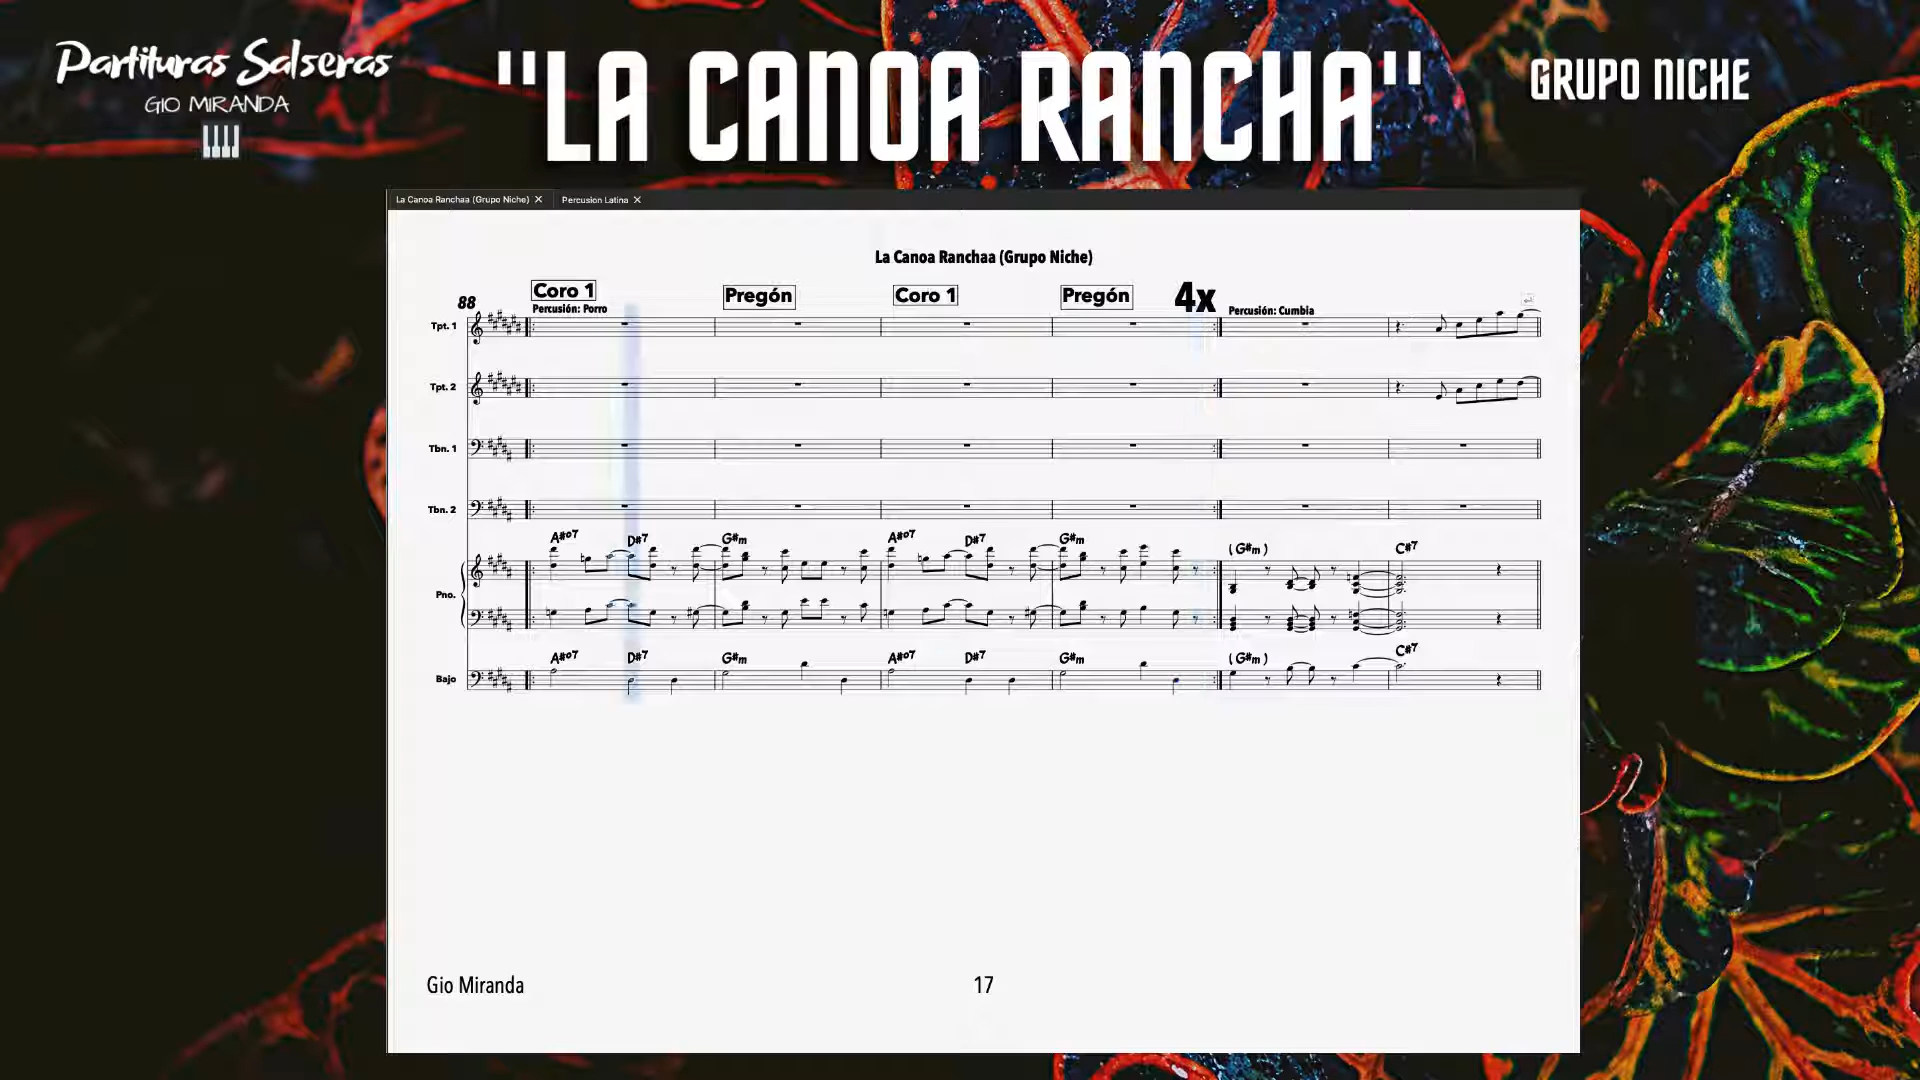 Partituras Salseras
GIO MIRANDA
"LA CANOA RANCHA"
GRUPO NICHE
La Canoa Ranchaa (Grupo Niche) ✕ Percusion Latina ✕
La Canoa Ranchaa (Grupo Niche)
88 Coro 1 Pregón Coro 1 Pregón 4x
Percusión: Porro Percusión: Cumbia
Tpt. 1
Tpt. 2
Tbn. 1
Tbn. 2
A#o7 D#7 G#m A#o7 D#7 G#m (G#m) C#7
Pno.
A#o7 D#7 G#m A#o7 D#7 G#m (G#m) C#7
Bajo
Gio Miranda 17